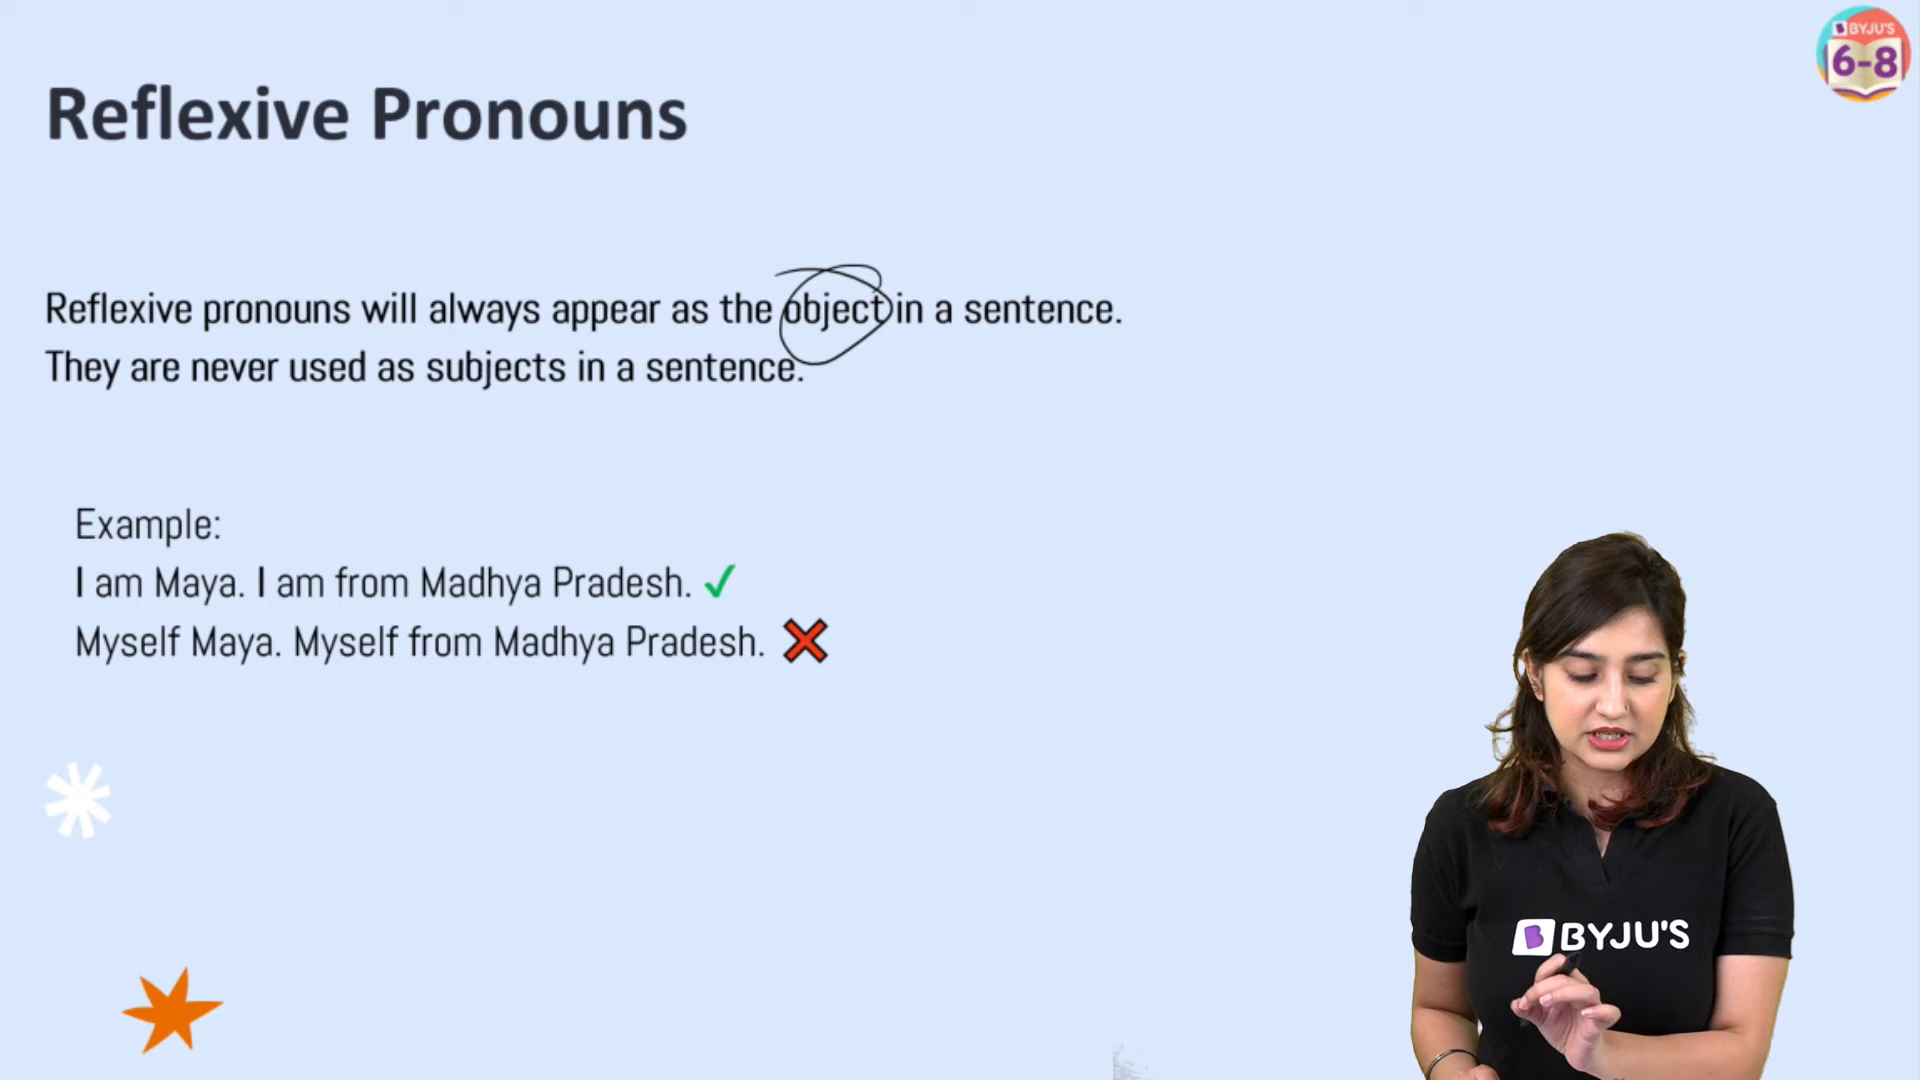 BYJU'S
6-8
Reflexive Pronouns
Reflexive pronouns will always appear as the object in a sentence.
They are never used as subjects in a sentence.
Example:
I am Maya. I am from Madhya Pradesh. ✓
Myself Maya. Myself from Madhya Pradesh. ❌
B BYJU'S